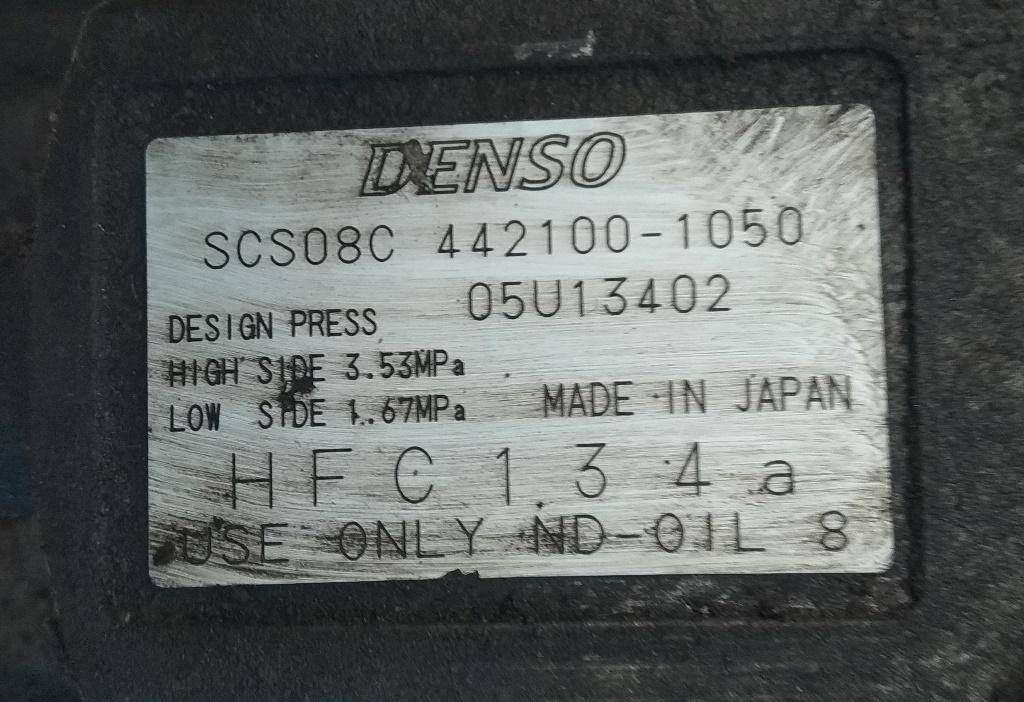 DENSO
SCS08C 442100-1050
05U13402
DESIGN PRESS
HIGH SIDE 3.53MPa
LOW SIDE 1.67MPa MADE IN JAPAN
HFC134a
USE ONLY ND-OIL 8